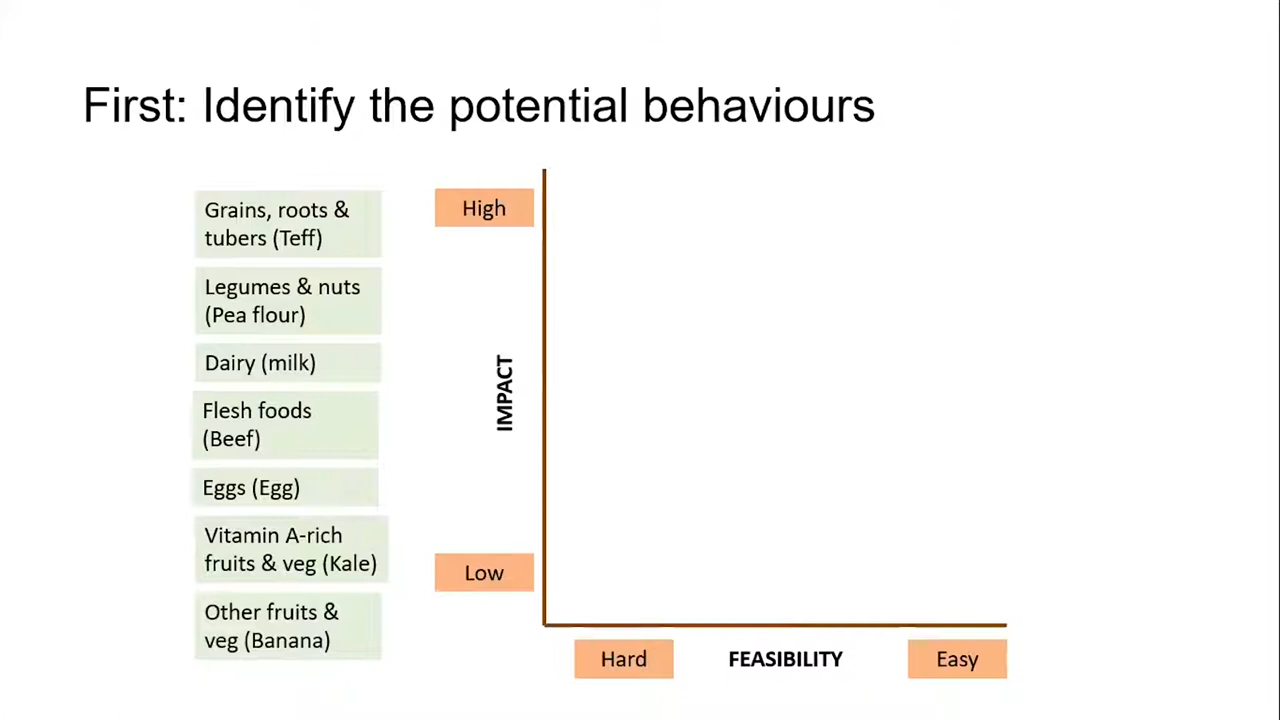 First: Identify the potential behaviours
Grains, roots &
tubers (Teff)
Legumes & nuts
(Pea flour)
Dairy (milk)
Flesh foods
(Beef)
Eggs (Egg)
Vitamin A-rich
fruits & veg (Kale)
Other fruits &
veg (Banana)
High
IMPACT
Low
Hard
FEASIBILITY
Easy